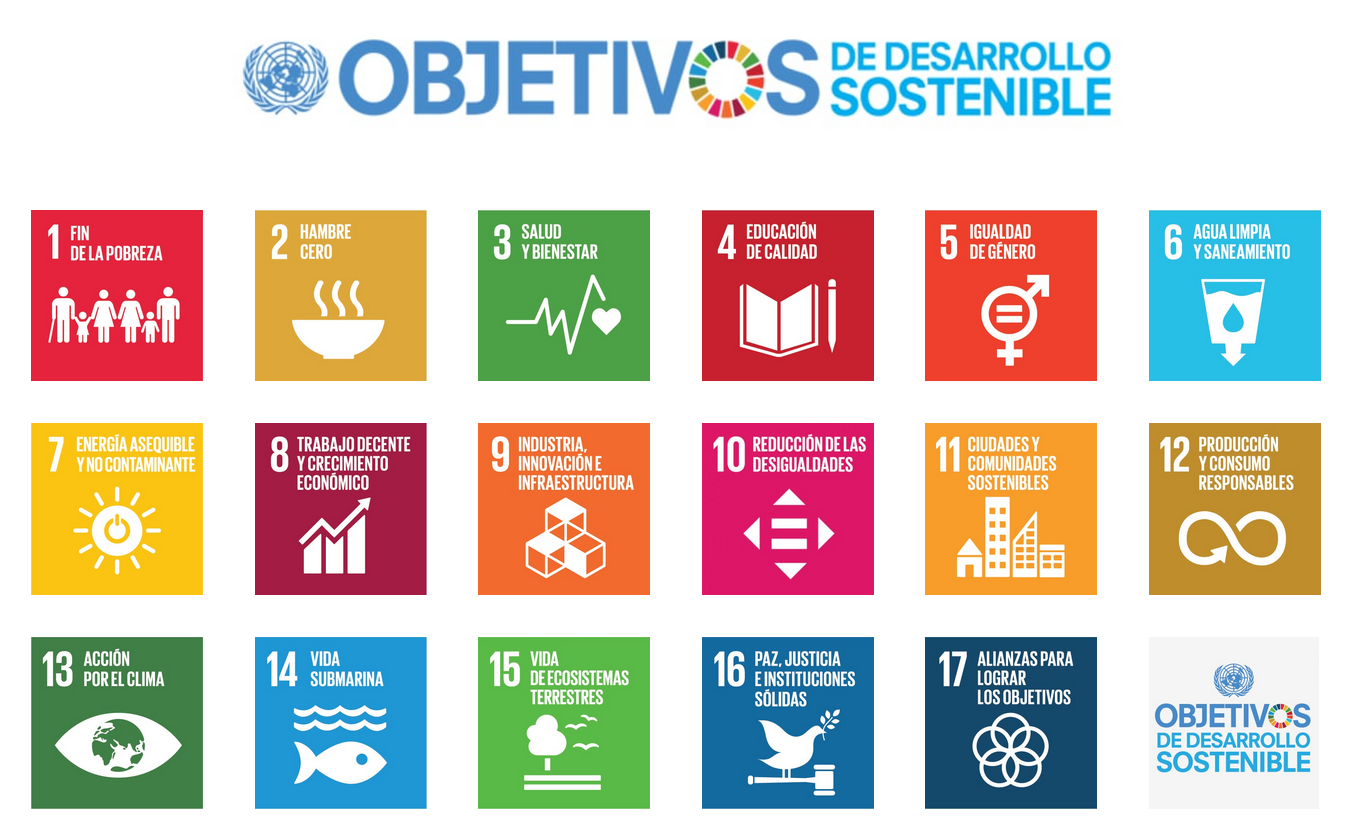 OBJETIVOS
DE DESARROLLO
SOSTENIBLE
1 FIN
DE LA POBREZA
2 HAMBRE
CERO
3 SALUD
Y BIENESTAR
4 EDUCACIÓN
DE CALIDAD
5 IGUALDAD
DE GÉNERO
6 AGUA LIMPIA
Y SANEAMIENTO
7 ENERGÍA ASEQUIBLE
Y NO CONTAMINANTE
8 TRABAJO DECENTE
Y CRECIMIENTO
ECONÓMICO
9 INDUSTRIA,
INNOVACIÓN E
INFRAESTRUCTURA
10 REDUCCIÓN DE LAS
DESIGUALDADES
11 CIUDADES Y
COMUNIDADES
SOSTENIBLES
12 PRODUCCIÓN
Y CONSUMO
RESPONSABLES
13 ACCIÓN
POR EL CLIMA
14 VIDA
SUBMARINA
15 VIDA
DE ECOSISTEMAS
TERRESTRES
16 PAZ, JUSTICIA
E INSTITUCIONES
SÓLIDAS
17 ALIANZAS PARA
LOGRAR
LOS OBJETIVOS
OBJETIVOS
DE DESARROLLO
SOSTENIBLE